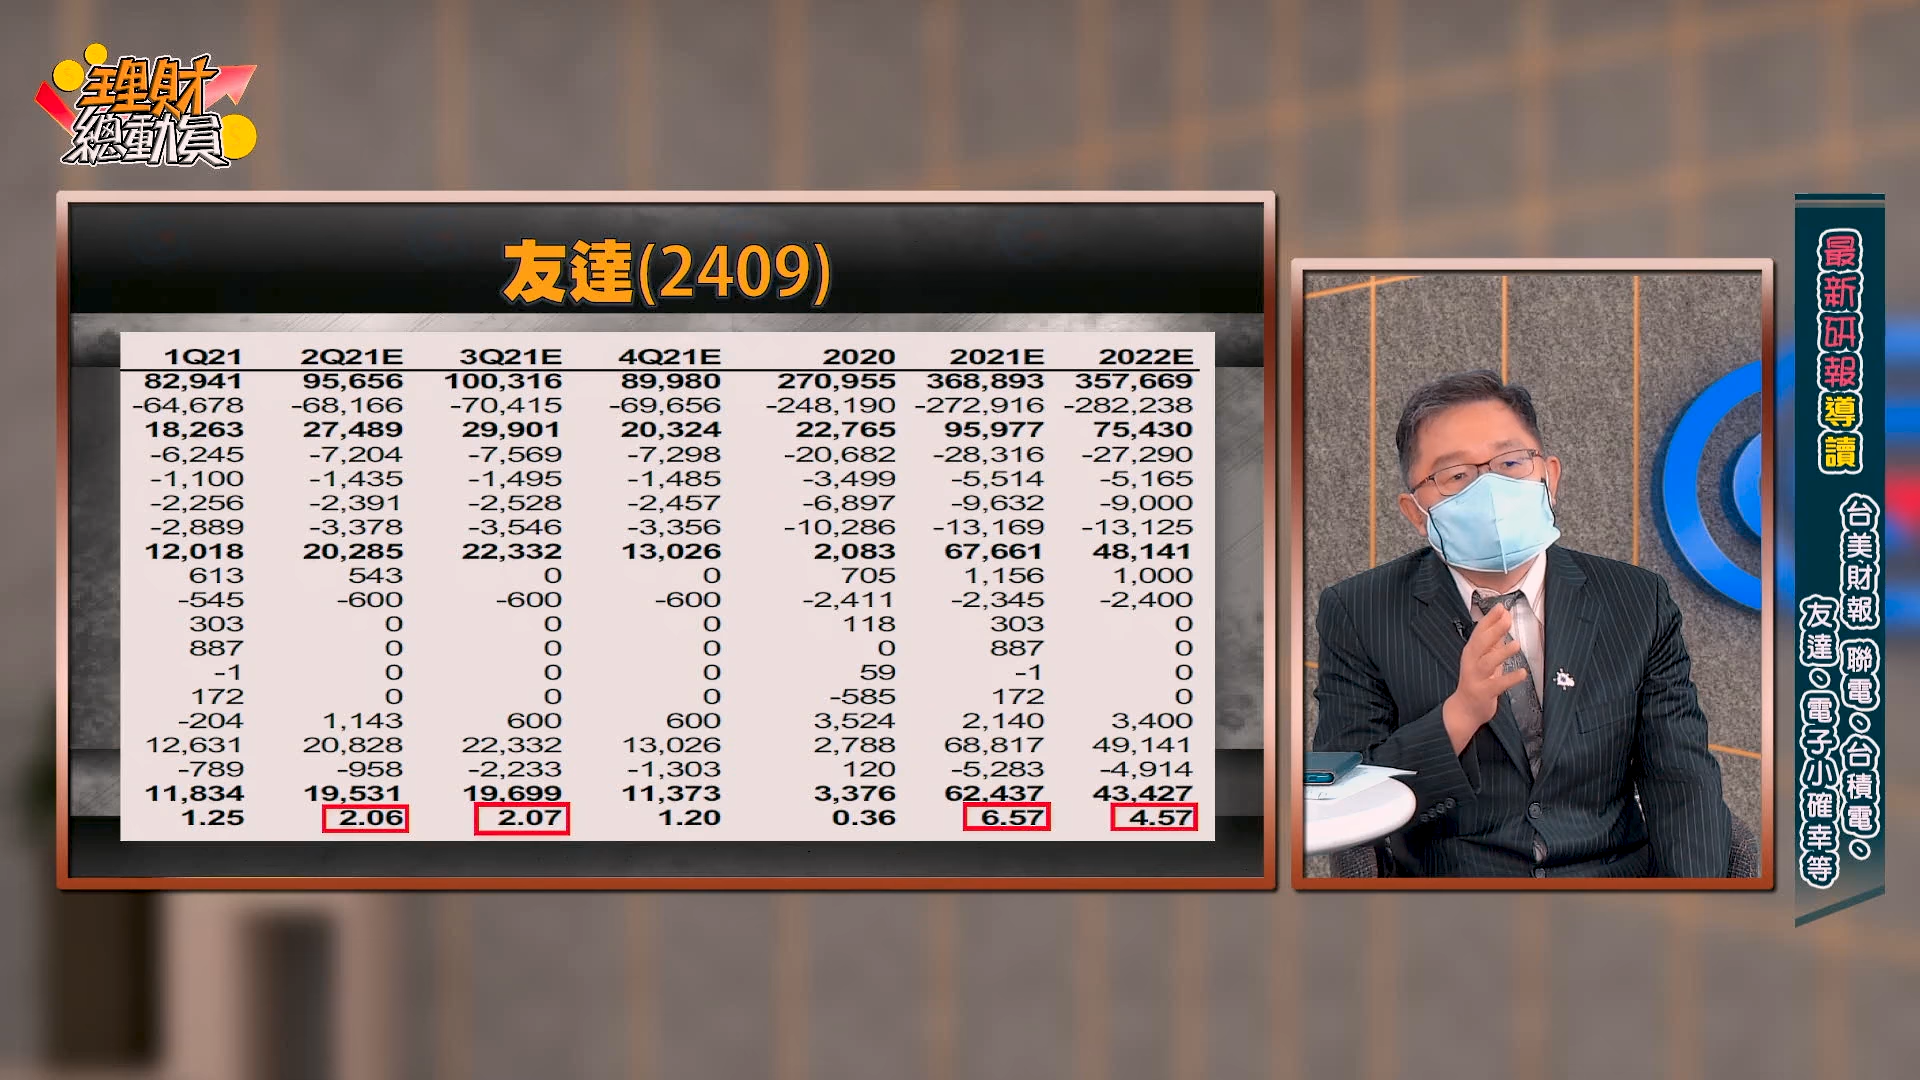 理財
總動員
友達(2409)
1Q21 2Q21E 3Q21E 4Q21E 2020 2021E 2022E
82,941 95,656 100,316 89,980 270,955 368,893 357,669
-64,678 -68,166 -70,415 -69,656 -248,190 -272,916 -282,238
18,263 27,489 29,901 20,324 22,765 95,977 75,430
-6,245 -7,204 -7,569 -7,298 -20,682 -28,316 -27,290
-1,100 -1,435 -1,495 -1,485 -3,499 -5,514 -5,165
-2,256 -2,391 -2,528 -2,457 -6,897 -9,632 -9,000
-2,889 -3,378 -3,546 -3,356 -10,286 -13,169 -13,125
12,018 20,285 22,332 13,026 2,083 67,661 48,141
613 543 0 0 705 1,156 1,000
-545 -600 -600 -600 -2,411 -2,345 -2,400
303 0 0 0 118 303 0
887 0 0 0 0 887 0
-1 0 0 0 59 -1 0
172 0 0 0 -585 172 0
-204 1,143 600 600 3,524 2,140 3,400
12,631 20,828 22,332 13,026 2,788 68,817 49,141
-789 -958 -2,233 -1,303 120 -5,283 -4,914
11,834 19,531 19,699 11,373 3,376 62,437 43,427
1.25 2.06 2.07 1.20 0.36 6.57 4.57
最新研報導讀
台美財報 聯電。台積電。
友達。電子小確幸等